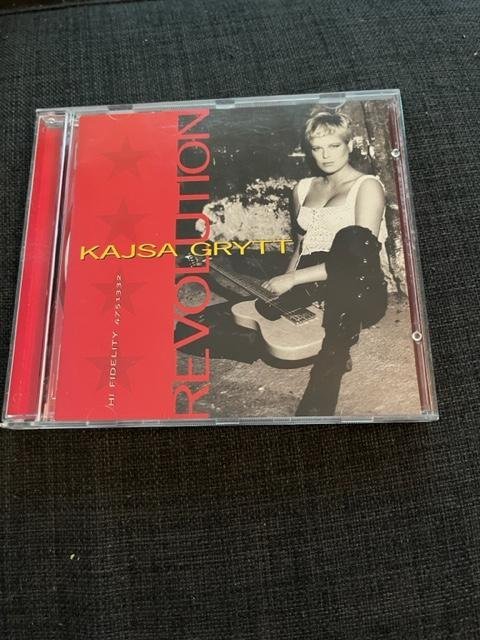 REVOLUTION
KAJSA GRYTT
HI FIDELITY 4751332